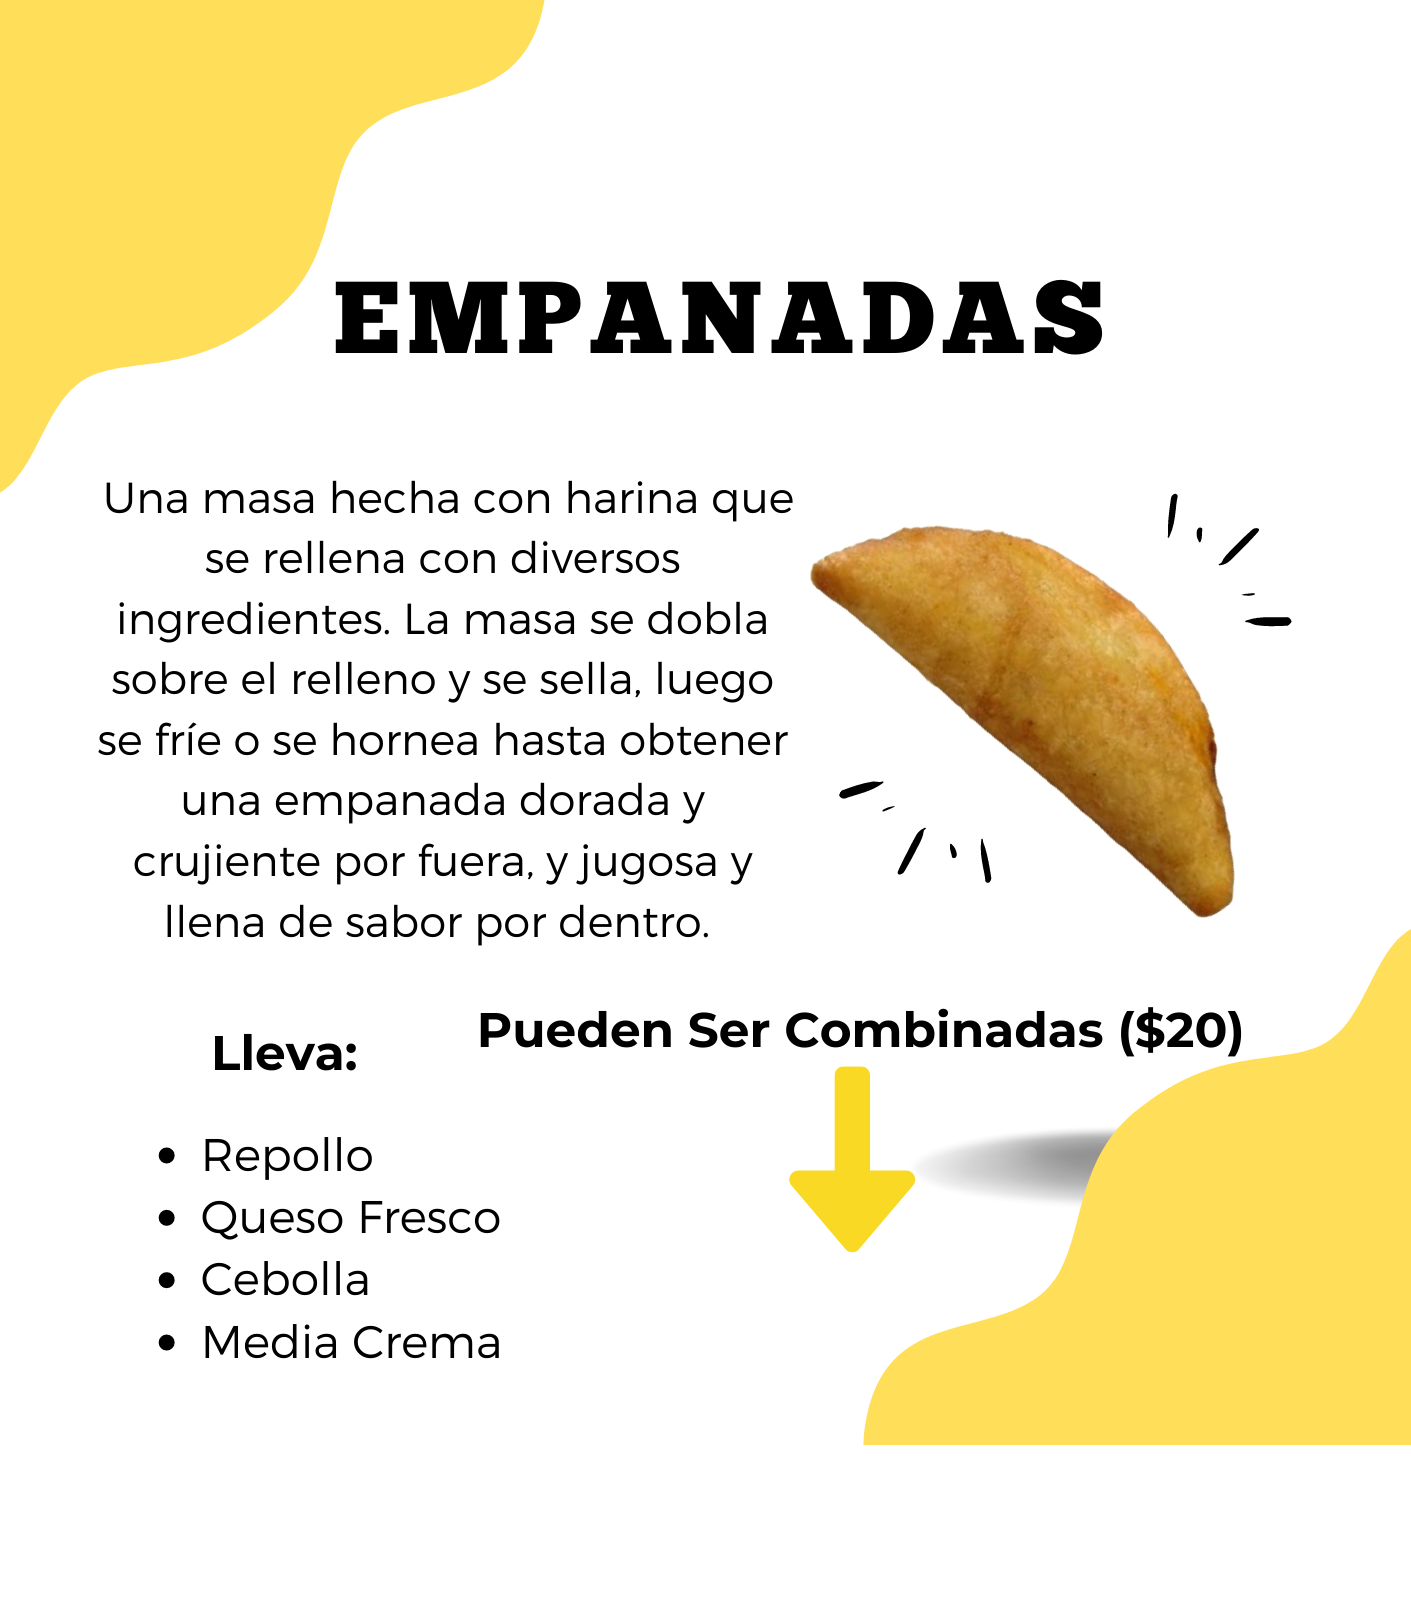 EMPANADAS
Una masa hecha con harina que
se rellena con diversos
ingredientes. La masa se dobla
sobre el relleno y se sella, luego
se fríe o se hornea hasta obtener
una empanada dorada y
crujiente por fuera, y jugosa y
llena de sabor por dentro.
Pueden Ser Combinadas ($20)
Lleva:
• Repollo
• Queso Fresco
• Cebolla
• Media Crema